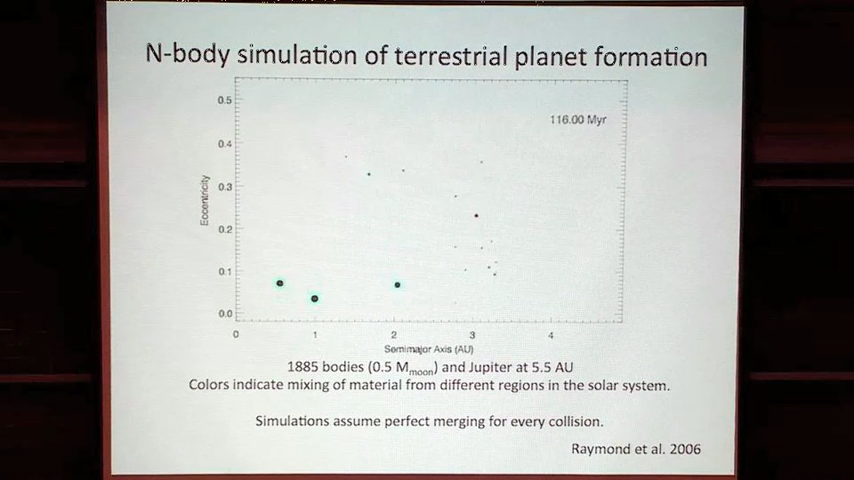 N-body simulation of terrestrial planet formation
0.5
116.00 Myr
0.4
0.3
Eccentricity
0.2
0.1
0.0
0 1 2 3 4
Semimajor Axis (AU)
1885 bodies (0.5 Mmoon) and Jupiter at 5.5 AU
Colors indicate mixing of material from different regions in the solar system.
Simulations assume perfect merging for every collision.
Raymond et al. 2006